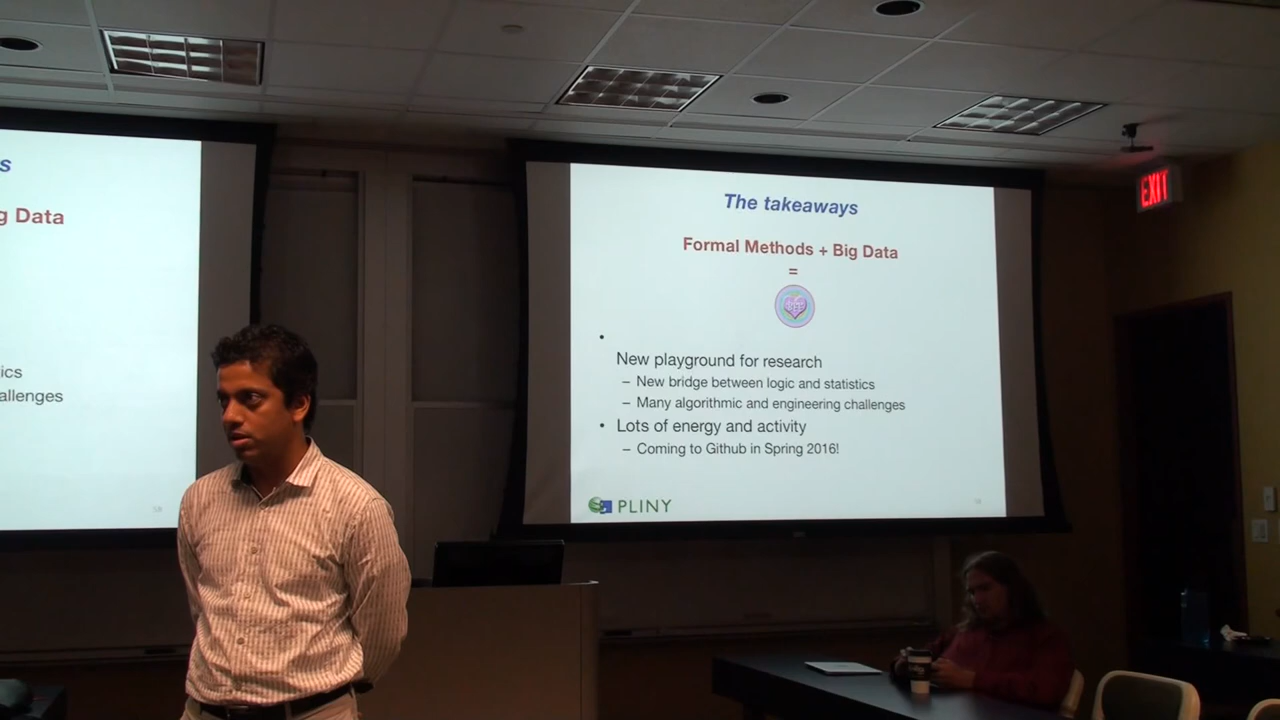 s
g Data
ics
allenges
The takeaways
Formal Methods + Big Data
=
•
New playground for research
– New bridge between logic and statistics
– Many algorithmic and engineering challenges
• Lots of energy and activity
– Coming to Github in Spring 2016!
PLINY
EXIT